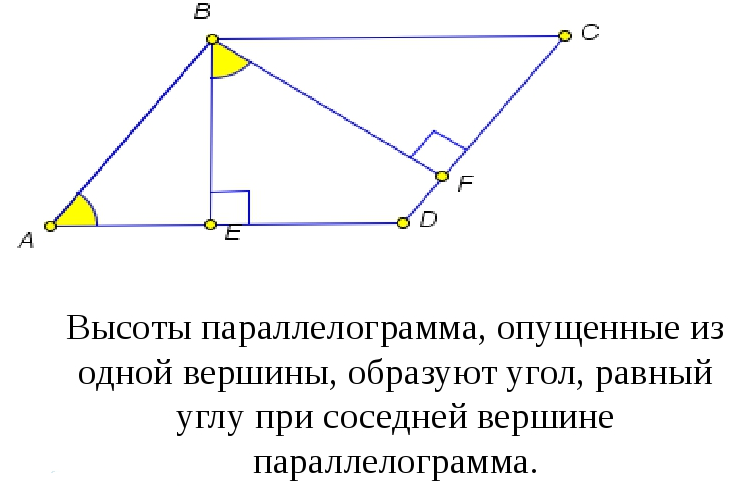 B
C
F
D
A
E
Высоты параллелограмма, опущенные из
одной вершины, образуют угол, равный
углу при соседней вершине
параллелограмма.